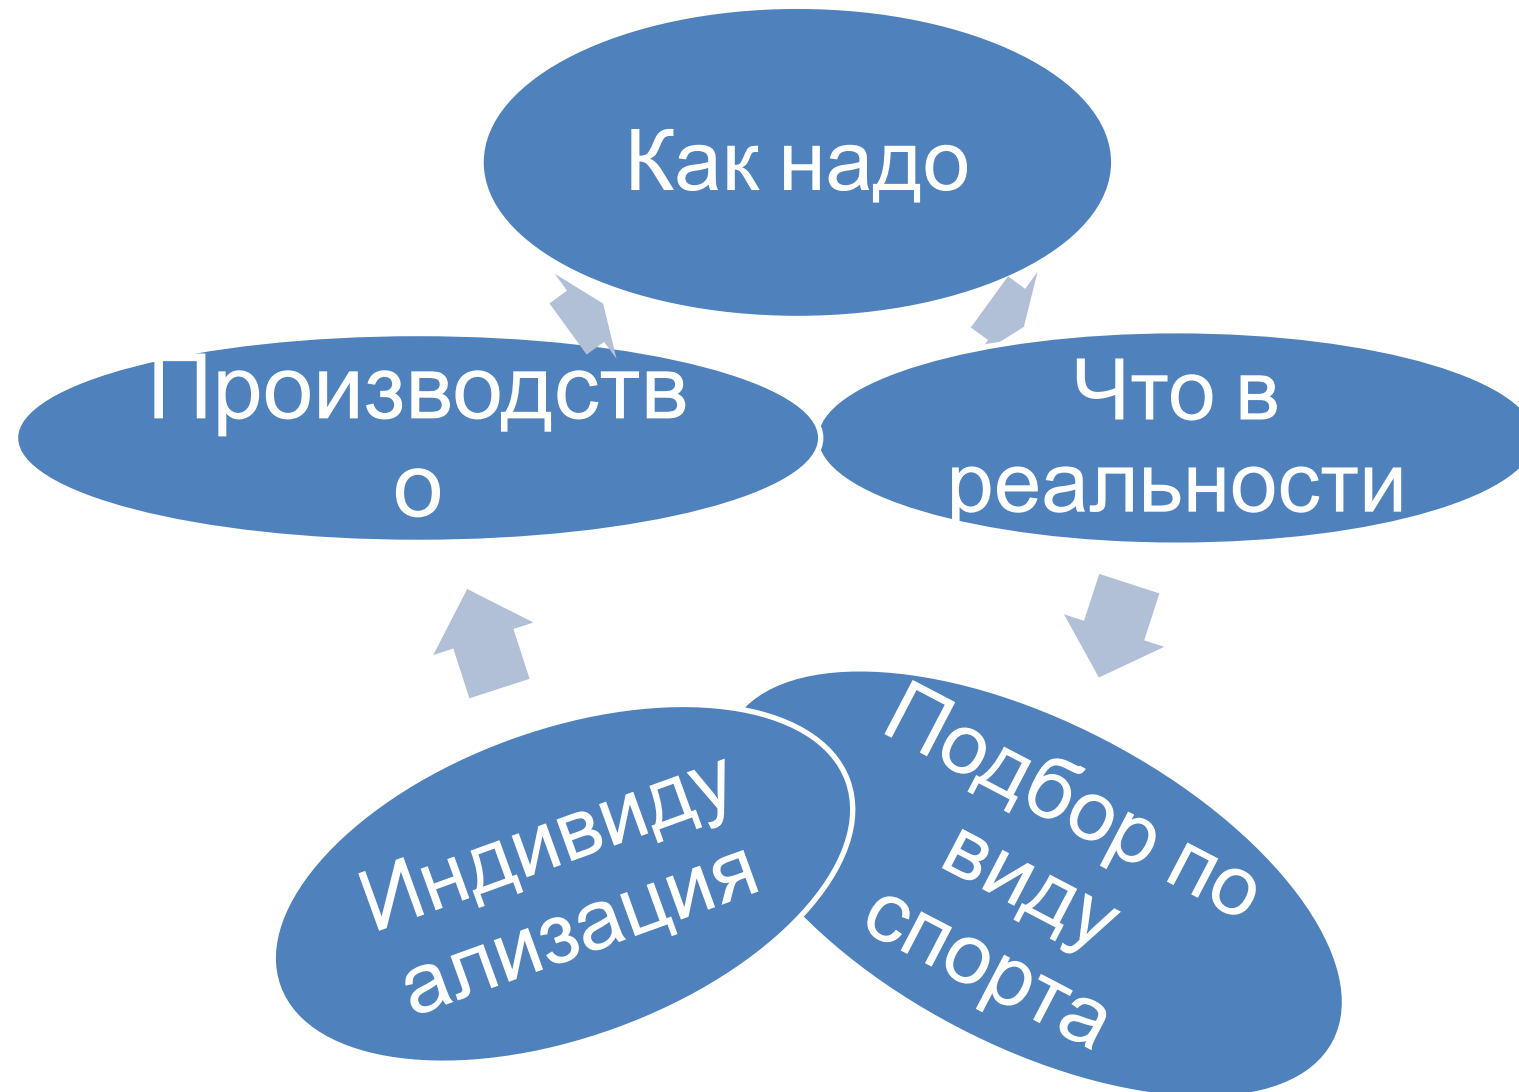 Как надо
Производств
о
Что в
реальности
Индивиду
ализация
Подбор по
виду
спорта